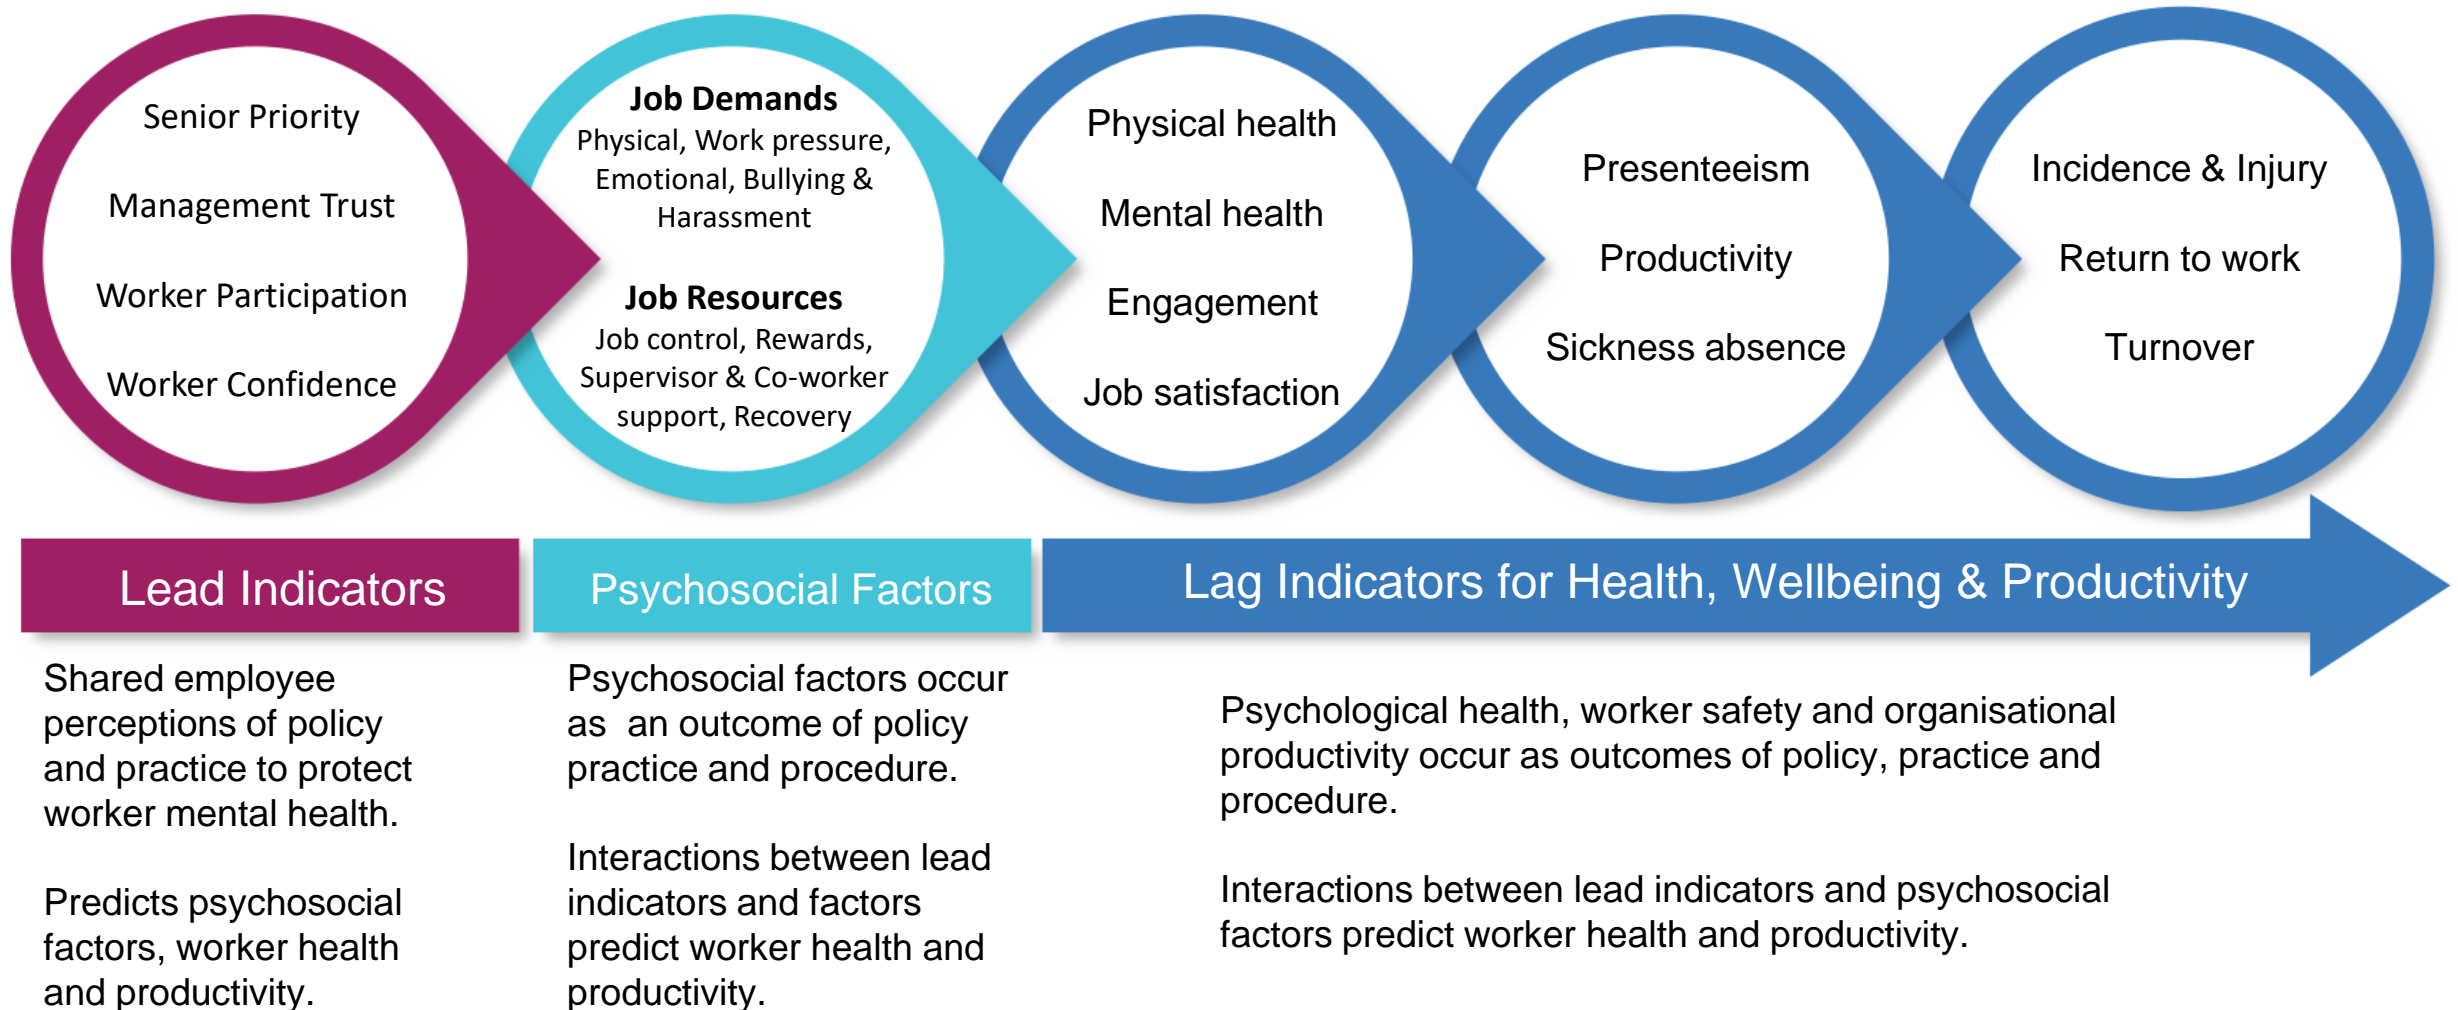 Senior Priority
Management Trust
Worker Participation
Worker Confidence
Job Demands
Physical, Work pressure,
Emotional, Bullying &
Harassment
Job Resources
Job control, Rewards,
Supervisor & Co-worker
support, Recovery
Physical health
Mental health
Engagement
Job satisfaction
Presenteeism
Productivity
Sickness absence
Incidence & Injury
Return to work
Turnover
Lead Indicators
Psychosocial Factors
Lag Indicators for Health, Wellbeing & Productivity
Shared employee
perceptions of policy
and practice to protect
worker mental health.
Predicts psychosocial
factors, worker health
and productivity.
Psychosocial factors occur
as  an outcome of policy
practice and procedure.
Interactions between lead
indicators and factors
predict worker health and
productivity.
Psychological health, worker safety and organisational
productivity occur as outcomes of policy, practice and
procedure.
Interactions between lead indicators and psychosocial
factors predict worker health and productivity.